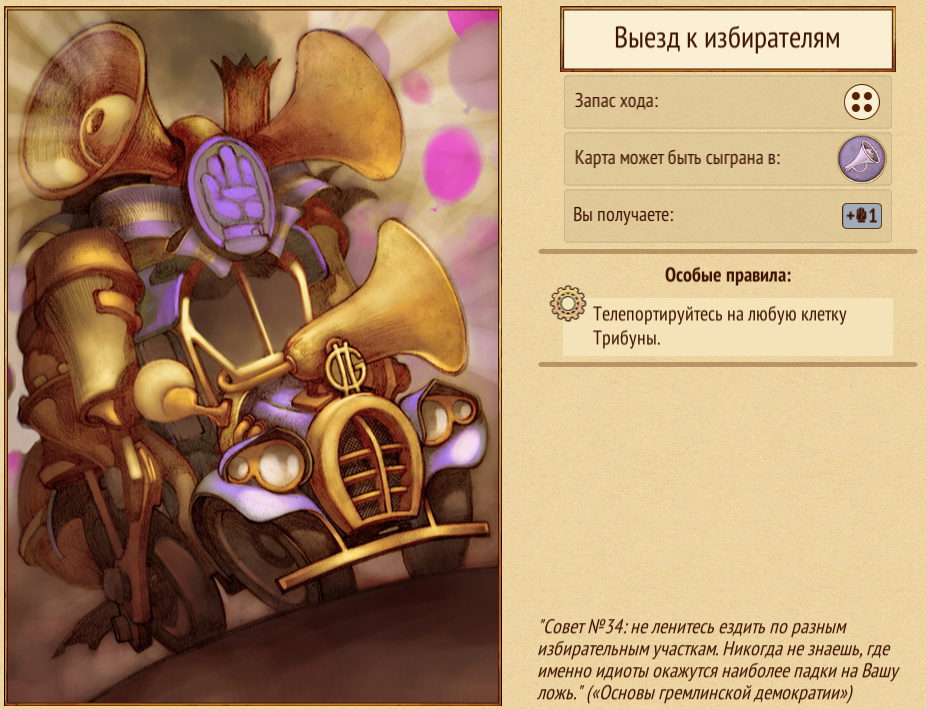 Выезд к избирателям
Запас хода:
Карта может быть сыграна в:
Вы получаете:
+1
Особые правила:
Телепортируйтесь на любую клетку
Трибуны.
"Совет №34: не ленитесь ездить по разным
избирательным участкам. Никогда не знаешь, где
именно идиоты окажутся наиболее падки на Вашу
ложь." («Основы гремлинской демократии»)